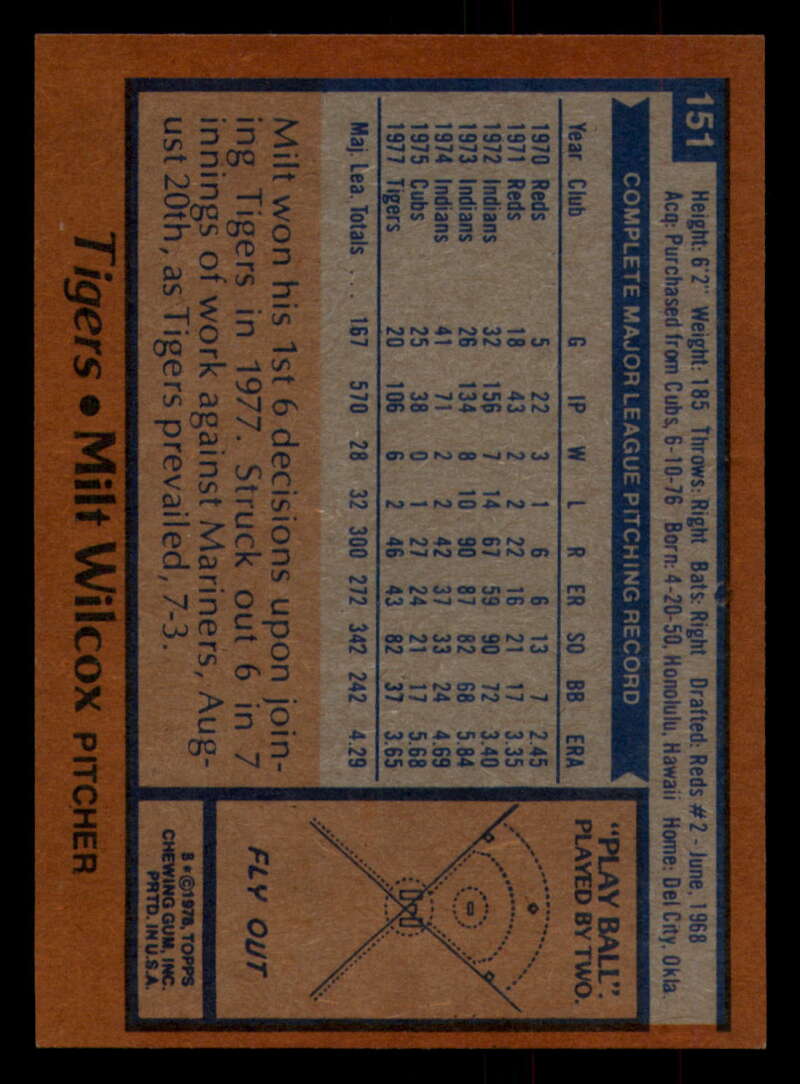 151
Height: 6'2" Weight: 185 Throws: Right Bats: Right Drafted: Reds #2 - June, 1968
Acq: Purchased from Cubs, 6-10-76 Born: 4-20-50, Honolulu, Hawaii Home: Del City, Okla.
COMPLETE MAJOR LEAGUE PITCHING RECORD
Year Club G IP W L R ER SO BB ERA
1970 Reds 5 22 3 1 6 6 13 7 2.45
1971 Reds 18 43 2 2 22 16 21 17 3.35
1972 Indians 32 156 7 14 67 59 90 72 3.40
1973 Indians 26 134 8 10 90 87 82 68 5.84
1974 Indians 41 71 2 2 42 37 33 24 4.69
1975 Cubs 25 38 0 1 27 24 21 17 5.68
1977 Tigers 20 106 6 2 46 43 82 37 3.65
Maj. Lea. Totals ... 167 570 28 32 300 272 342 242 4.29
Milt won his 1st 6 decisions upon join-
ing Tigers in 1977. Struck out 6 in 7
innings of work against Mariners, Aug-
ust 20th, as Tigers prevailed, 7-3.
"PLAY BALL".
PLAYED BY TWO.
FLY OUT
B*©1978, TOPPS
CHEWING GUM, INC.
PRTD. IN U.S.A.
Tigers • Milt Wilcox PITCHER